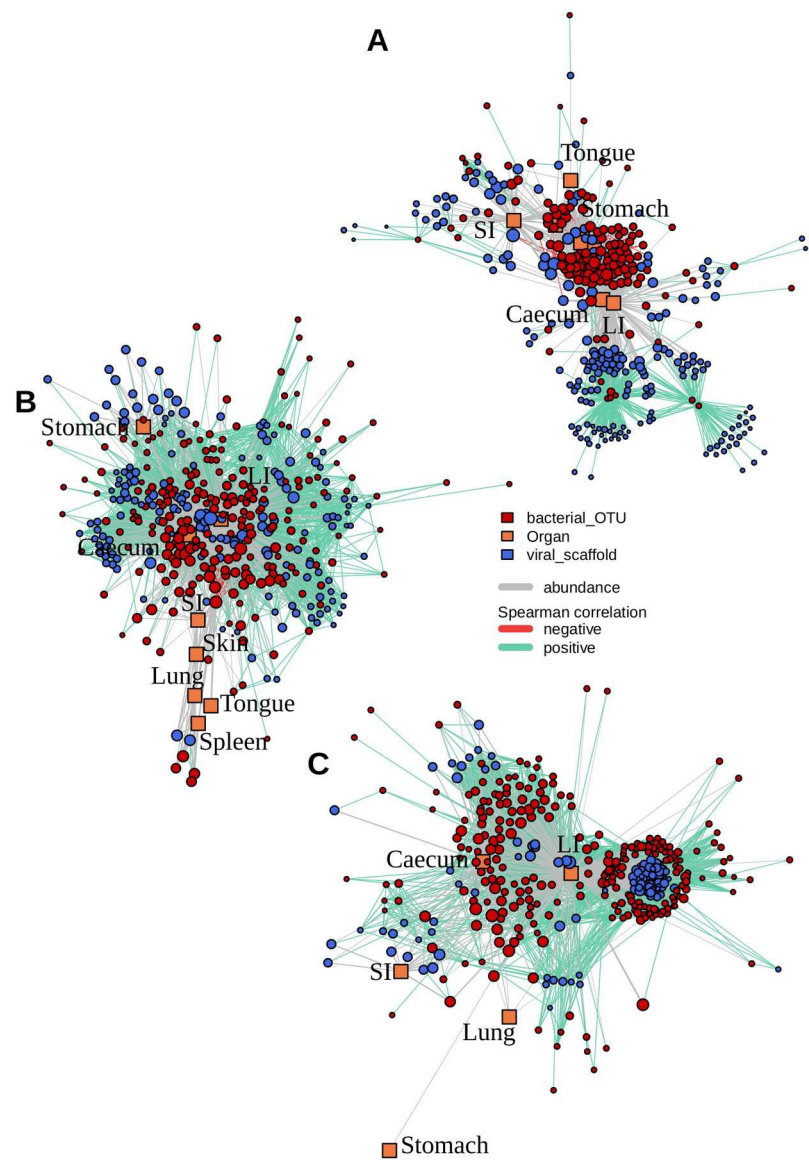 A
Tongue
Stomach
SI
Caecum
LI
B
Stomach
LI
Caecum
SI
Skin
Lung
Tongue
Spleen
bacterial_OTU
Organ
viral_scaffold
abundance
Spearman correlation
negative
positive
C
LI
Caecum
SI
Lung
Stomach